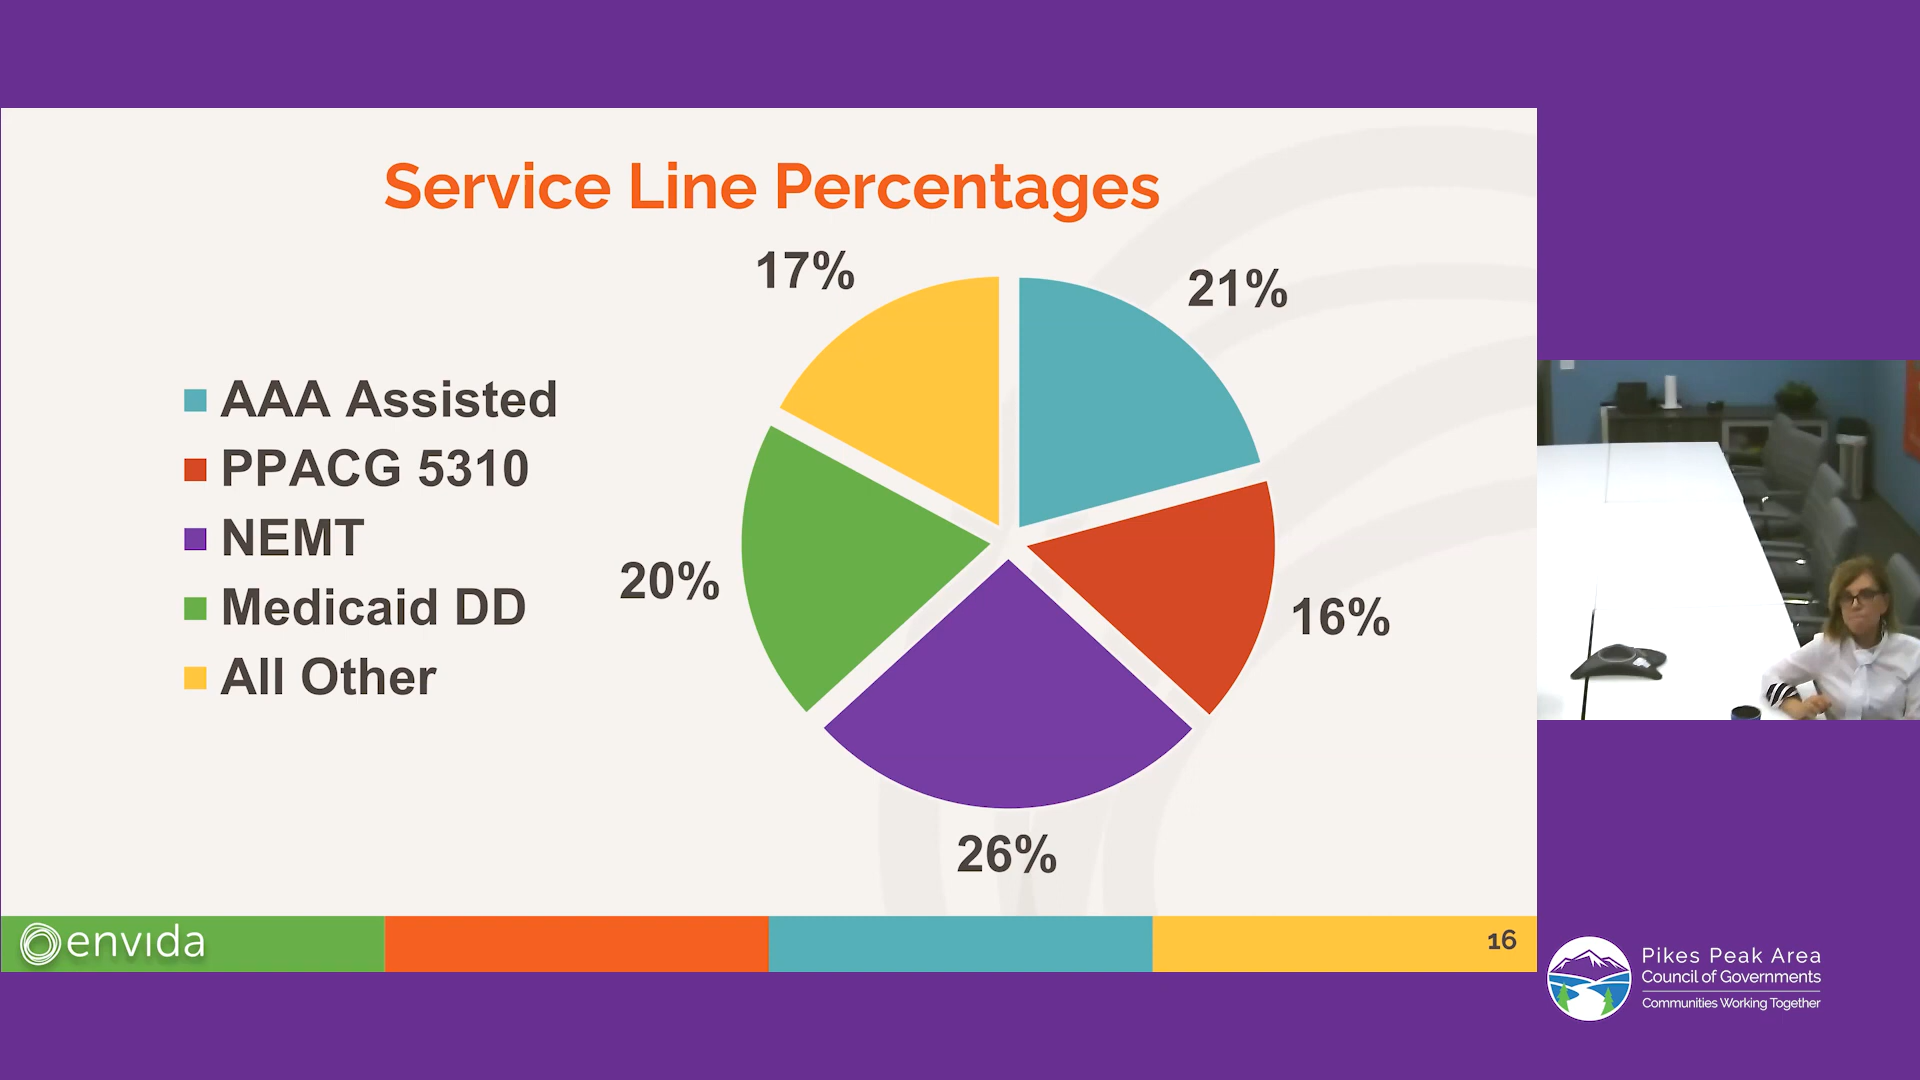 Service Line Percentages
17%
21%
AAA Assisted
PPACG 5310
NEMT
Medicaid DD
All Other
20%
16%
26%
envida
16
Pikes Peak Area
Council of Governments
Communities Working Together